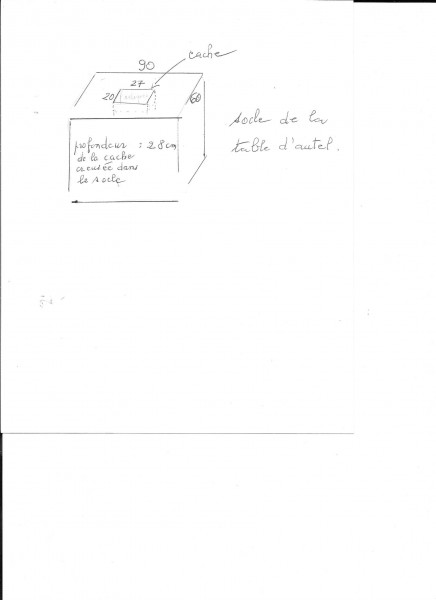 cache
90
27
20
60
profondeur : 28 cm
de la cache
creusée dans
le socle
socle de la
table d'autel.